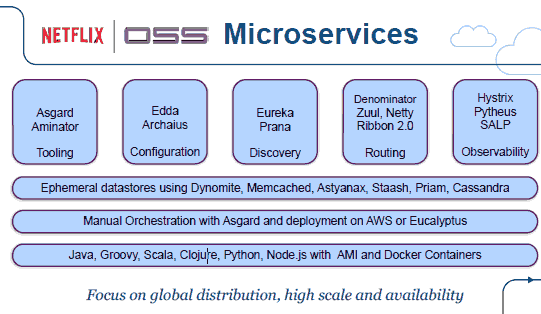 NETFLIX OSS Microservices
Asgard
Aminator
Tooling
Edda
Archaius
Configuration
Eureka
Prana
Discovery
Denominator
Zuul, Netty
Ribbon 2.0
Routing
Hystrix
Pytheus
SALP
Observability
Ephemeral datastores using Dynomite, Memcached, Astyanax, Staash, Priam, Cassandra
Manual Orchestration with Asgard and deployment on AWS or Eucalyptus
Java, Groovy, Scala, Clojure, Python, Node.js with AMI and Docker Containers
Focus on global distribution, high scale and availability